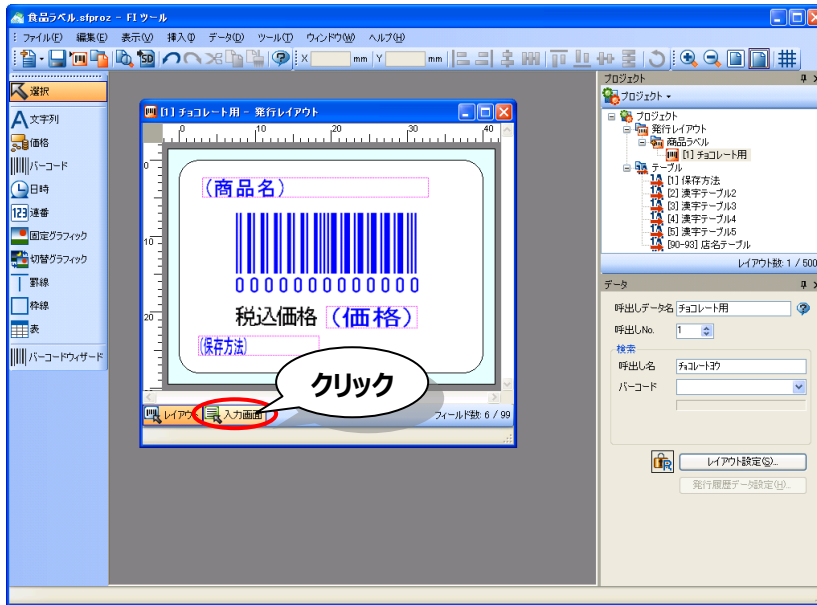 食品ラベル.sfproz - FI ツール
ファイル(F) 編集(E) 表示(V) 挿入(I) データ(D) ツール(T) ウィンドウ(W) ヘルプ(H)
SD X mm Y mm
選択
文字列
価格
バーコード
日時
123 連番
固定グラフィック
切替グラフィック
罫線
枠線
表
バーコードウィザード
[1] チョコレート用 - 発行レイアウト
0 10 20 30 40
0
10
20
(商品名)
0000000000000
税込価格 (価格)
(保存方法)
クリック
レイアウト 入力画面 フィールド数: 6 / 99
プロジェクト
プロジェクト
プロジェクト
発行レイアウト
商品ラベル
[1] チョコレート用
テーブル
[1] 保存方法
[2] 漢字テーブル2
[3] 漢字テーブル3
[4] 漢字テーブル4
[5] 漢字テーブル5
[90-93] 店名テーブル
レイアウト数: 1 / 500
データ
呼出しデータ名 チョコレート用
呼出しNo. 1
検索
呼出し名 チョコレートヨウ
バーコード
レイアウト設定(S)...
発行履歴データ設定(H)...